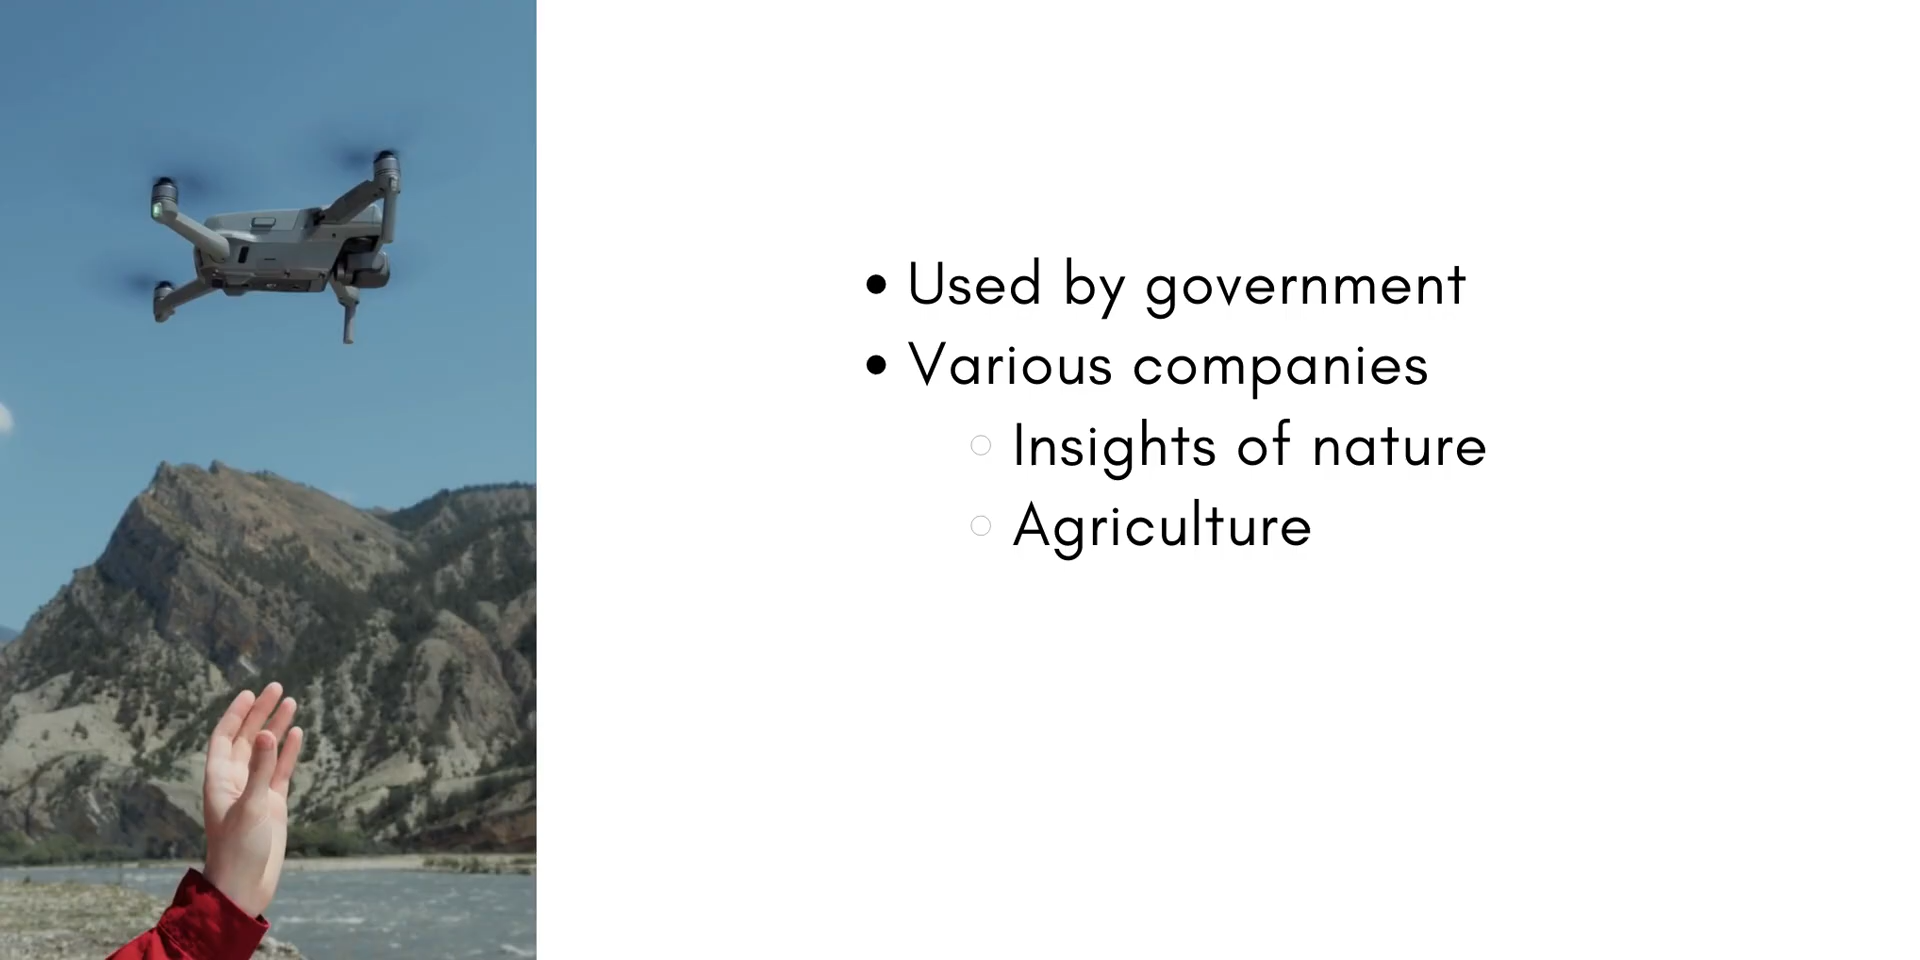 Used by government
Various companies
Insights of nature
Agriculture